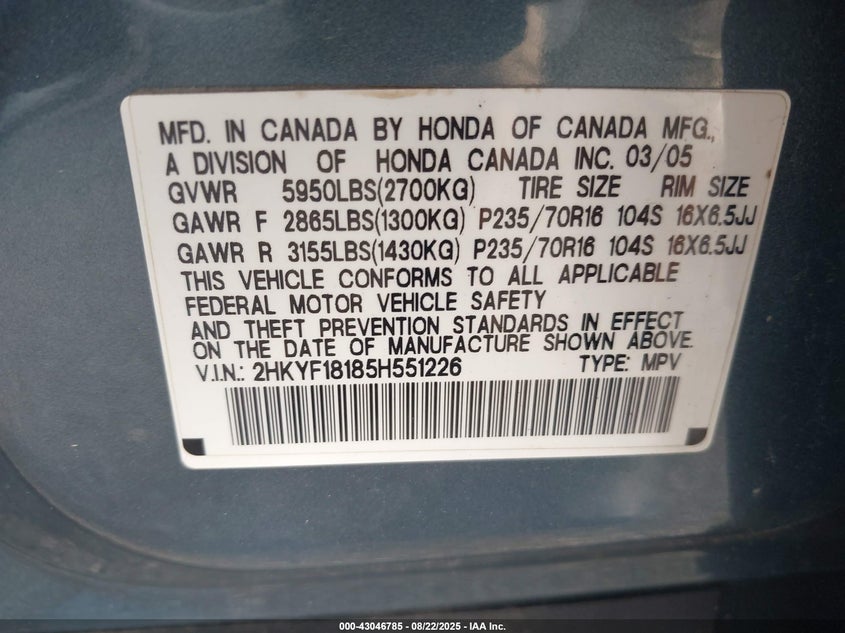 MFD. IN CANADA BY HONDA OF CANADA MFG.,
A DIVISION OF HONDA CANADA INC. 03/05
GVWR 5950LBS(2700KG) TIRE SIZE RIM SIZE
GAWR F 2865LBS(1300KG) P235/70R16 104S 16X6.5JJ
GAWR R 3155LBS(1430KG) P235/70R16 104S 16X6.5JJ
THIS VEHICLE CONFORMS TO ALL APPLICABLE
FEDERAL MOTOR VEHICLE SAFETY
AND THEFT PREVENTION STANDARDS IN EFFECT
ON THE DATE OF MANUFACTURE SHOWN ABOVE.
V.I.N.: 2HKYF18185H551226 TYPE: MPV
000-43046785 - 08/22/2025 - IAA Inc.